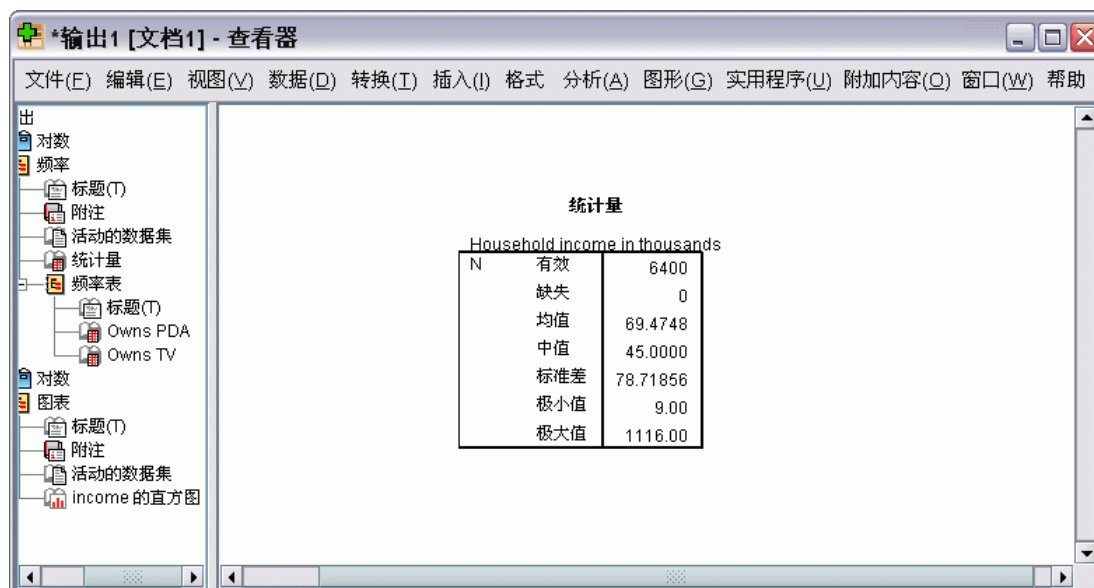 *输出1 [文档1] - 查看器
文件(F) 编辑(E) 视图(V) 数据(D) 转换(T) 插入(I) 格式 分析(A) 图形(G) 实用程序(U) 附加内容(O) 窗口(W) 帮助
出
对数
频率
标题(T)
附注
活动的数据集
统计量
频率表
标题(T)
Owns PDA
Owns TV
对数
图表
标题(T)
附注
活动的数据集
income 的直方图
统计量
Household income in thousands
N 有效 6400
缺失 0
均值 69.4748
中值 45.0000
标准差 78.71856
极小值 9.00
极大值 1116.00